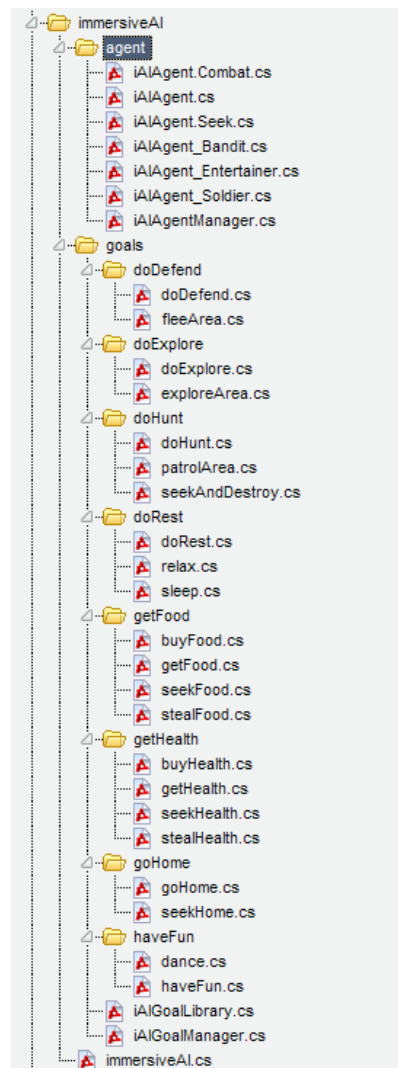 immersiveAI
agent
iAIAgent.Combat.cs
iAIAgent.cs
iAIAgent.Seek.cs
iAIAgent_Bandit.cs
iAIAgent_Entertainer.cs
iAIAgent_Soldier.cs
iAIAgentManager.cs
goals
doDefend
doDefend.cs
fleeArea.cs
doExplore
doExplore.cs
exploreArea.cs
doHunt
doHunt.cs
patrolArea.cs
seekAndDestroy.cs
doRest
doRest.cs
relax.cs
sleep.cs
getFood
buyFood.cs
getFood.cs
seekFood.cs
stealFood.cs
getHealth
buyHealth.cs
getHealth.cs
seekHealth.cs
stealHealth.cs
goHome
goHome.cs
seekHome.cs
haveFun
dance.cs
haveFun.cs
iAIGoalLibrary.cs
iAIGoalManager.cs
immersiveAI.cs